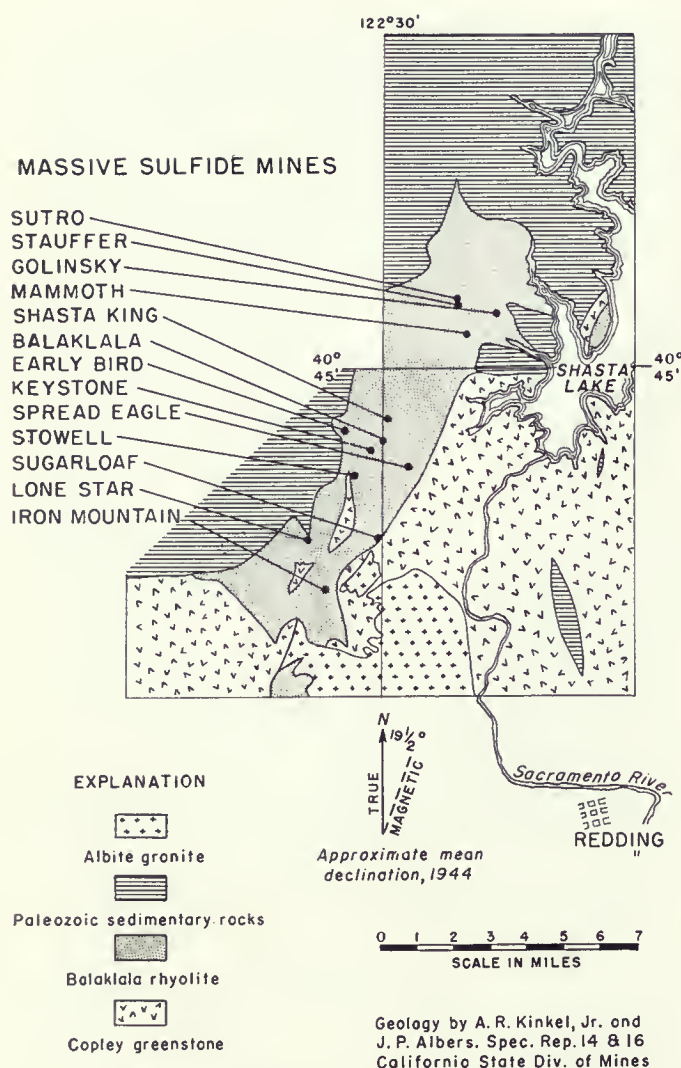 122°30'
MASSIVE SULFIDE MINES
SUTRO
STAUFFER
GOLINSKY
MAMMOTH
SHASTA KING
BALAKLALA
EARLY BIRD
KEYSTONE
SPREAD EAGLE
STOWELL
SUGARLOAF
LONE STAR
IRON MOUNTAIN
40°
45'
SHASTA
LAKE
40°
45'
N
19½°
TRUE
MAGNETIC
Approximate mean
declination, 1944
Sacramento River
REDDING
"
EXPLANATION
Albite gronite
Paleozoic sedimentary rocks
Balaklala rhyolite
Copley greenstone
0 1 2 3 4 5 6 7
SCALE IN MILES
Geology by A. R. Kinkel, Jr. and
J. P. Albers. Spec. Rep. 14 & 16
Californio State Div. of Mines